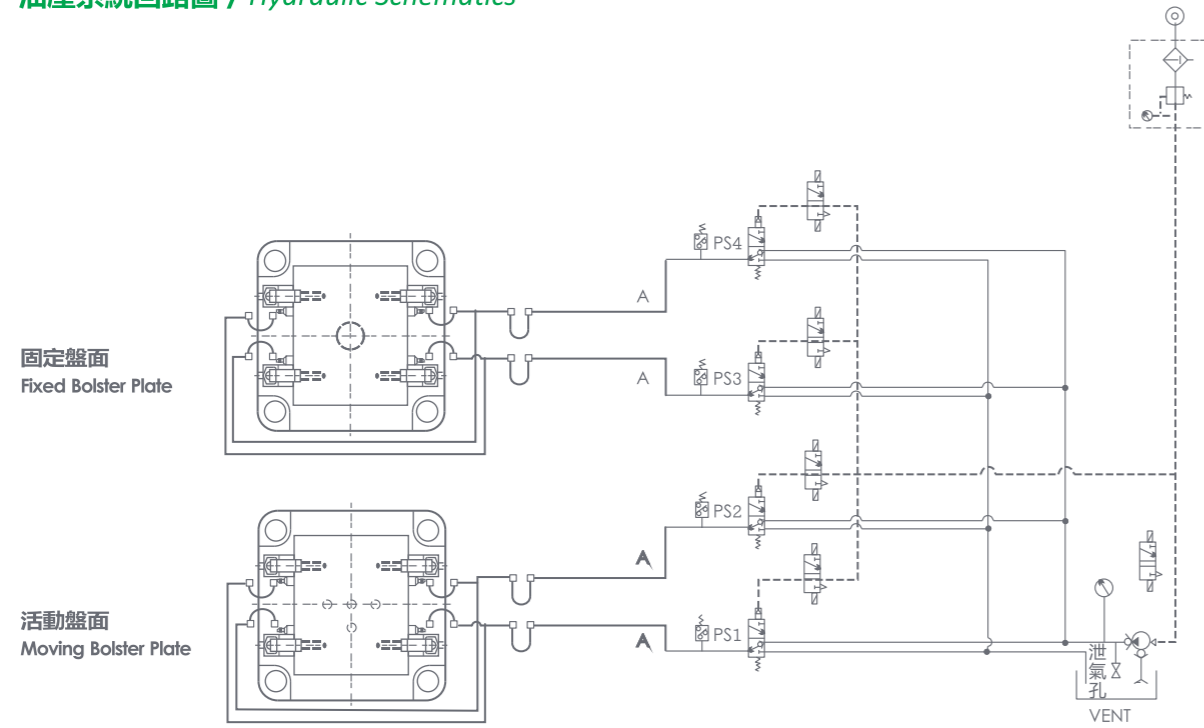 油壓系統回路圖 / Hydraulic Schematics
PS4
A
固定盤面
Fixed Bolster Plate
PS3
A
PS2
A
活動盤面
Moving Bolster Plate
PS1
A
泄
氣
孔
VENT